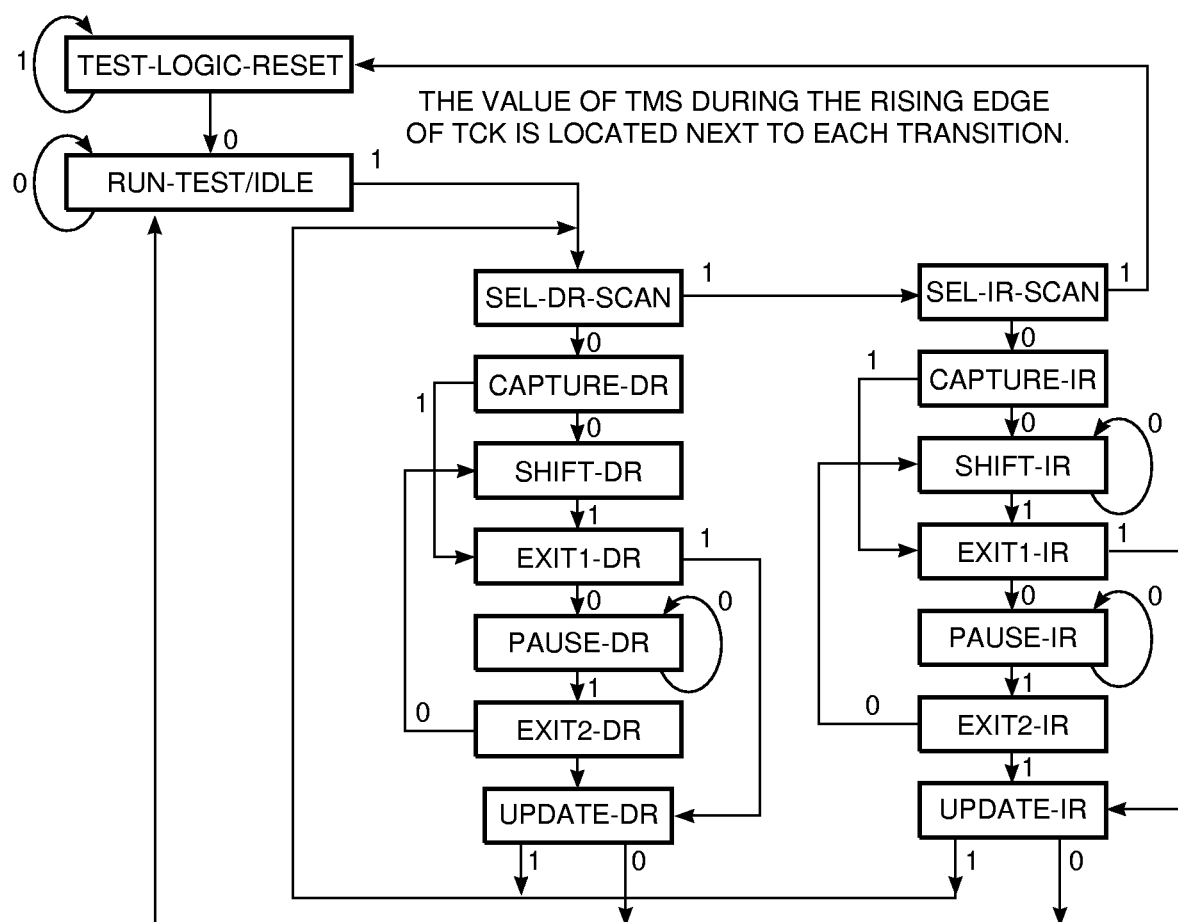 1
TEST-LOGIC-RESET
THE VALUE OF TMS DURING THE RISING EDGE
OF TCK IS LOCATED NEXT TO EACH TRANSITION.
0
1
0
RUN-TEST/IDLE
1
1
SEL-DR-SCAN
SEL-IR-SCAN
0
0
1
CAPTURE-DR
CAPTURE-IR
1
0
0
0
SHIFT-DR
SHIFT-IR
1
1
1
1
EXIT1-DR
EXIT1-IR
0
0
0
0
PAUSE-DR
PAUSE-IR
1
1
0
0
EXIT2-DR
EXIT2-IR
1
UPDATE-DR
UPDATE-IR
1
0
1
0